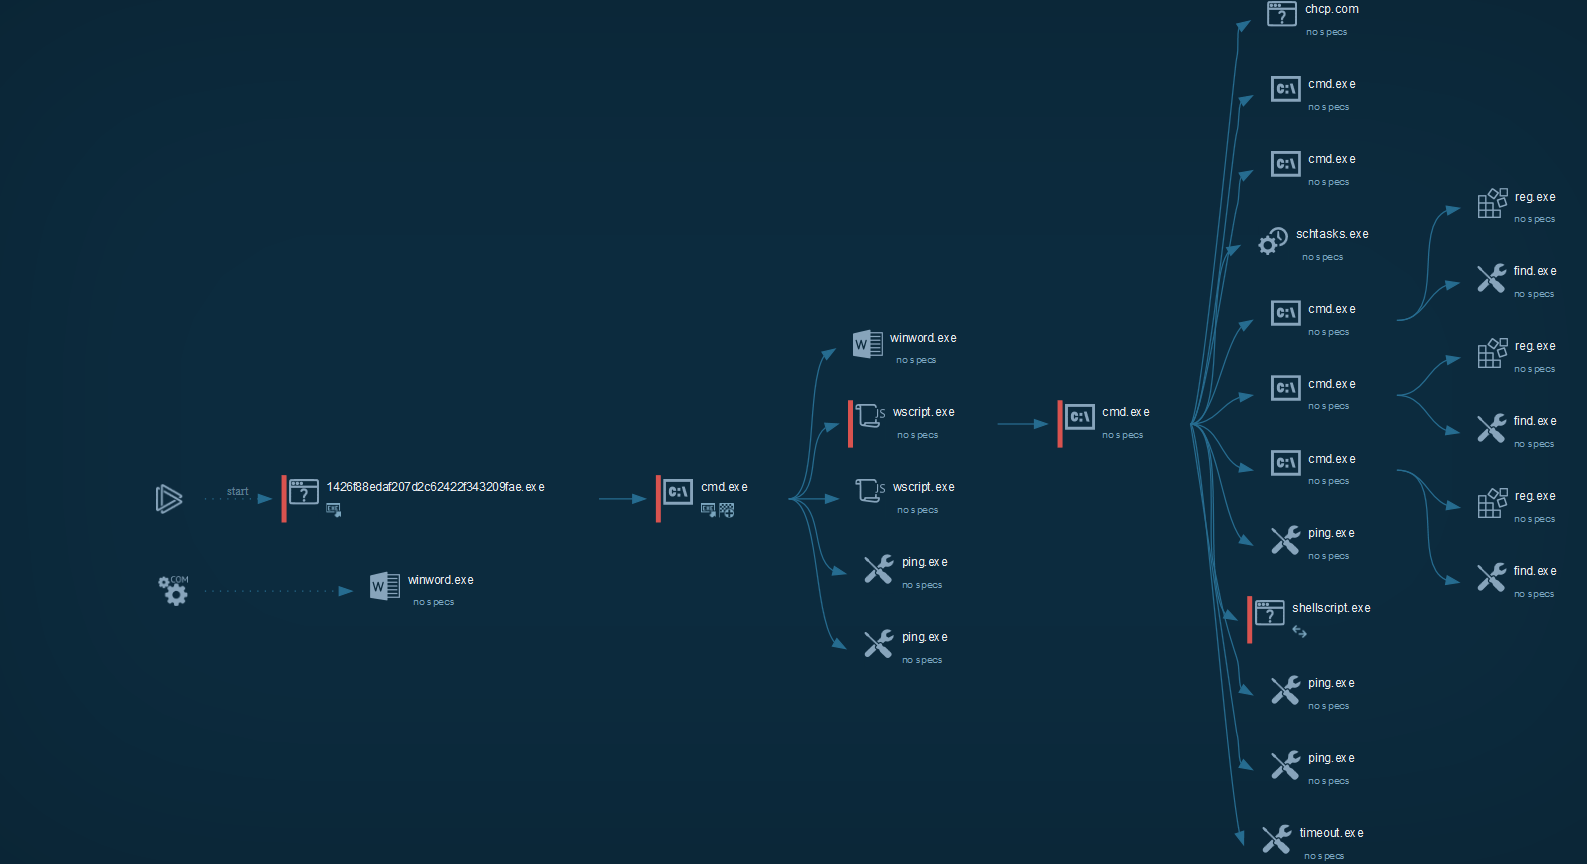 chcp.com
no specs
cmd.exe
no specs
cmd.exe
no specs
schtasks.exe
no specs
cmd.exe
no specs
cmd.exe
no specs
cmd.exe
no specs
ping.exe
no specs
shellscript.exe
ping.exe
no specs
ping.exe
no specs
timeout.exe
no specs
reg.exe
no specs
find.exe
no specs
reg.exe
no specs
find.exe
no specs
reg.exe
no specs
find.exe
no specs
winword.exe
no specs
wscript.exe
no specs
wscript.exe
no specs
ping.exe
no specs
ping.exe
no specs
cmd.exe
no specs
start
1426f88edaf207d2c62422f343209fae.exe
EXE
cmd.exe
EXE
.COM
winword.exe
no specs
C:\
C:\
C:\
C:\
C:\
C:\
C:\
W
W
JS
JS
?
?
?